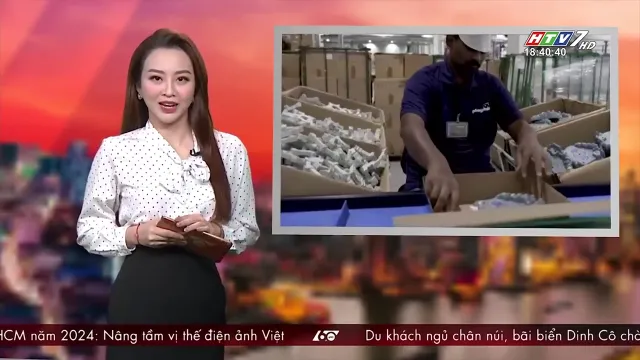 HTV7 HD
18:40:40
HCM năm 2024: Nâng tầm vị thế điện ảnh Việt
60
Du khách ngủ chân núi, bãi biển Dinh Cô chờ